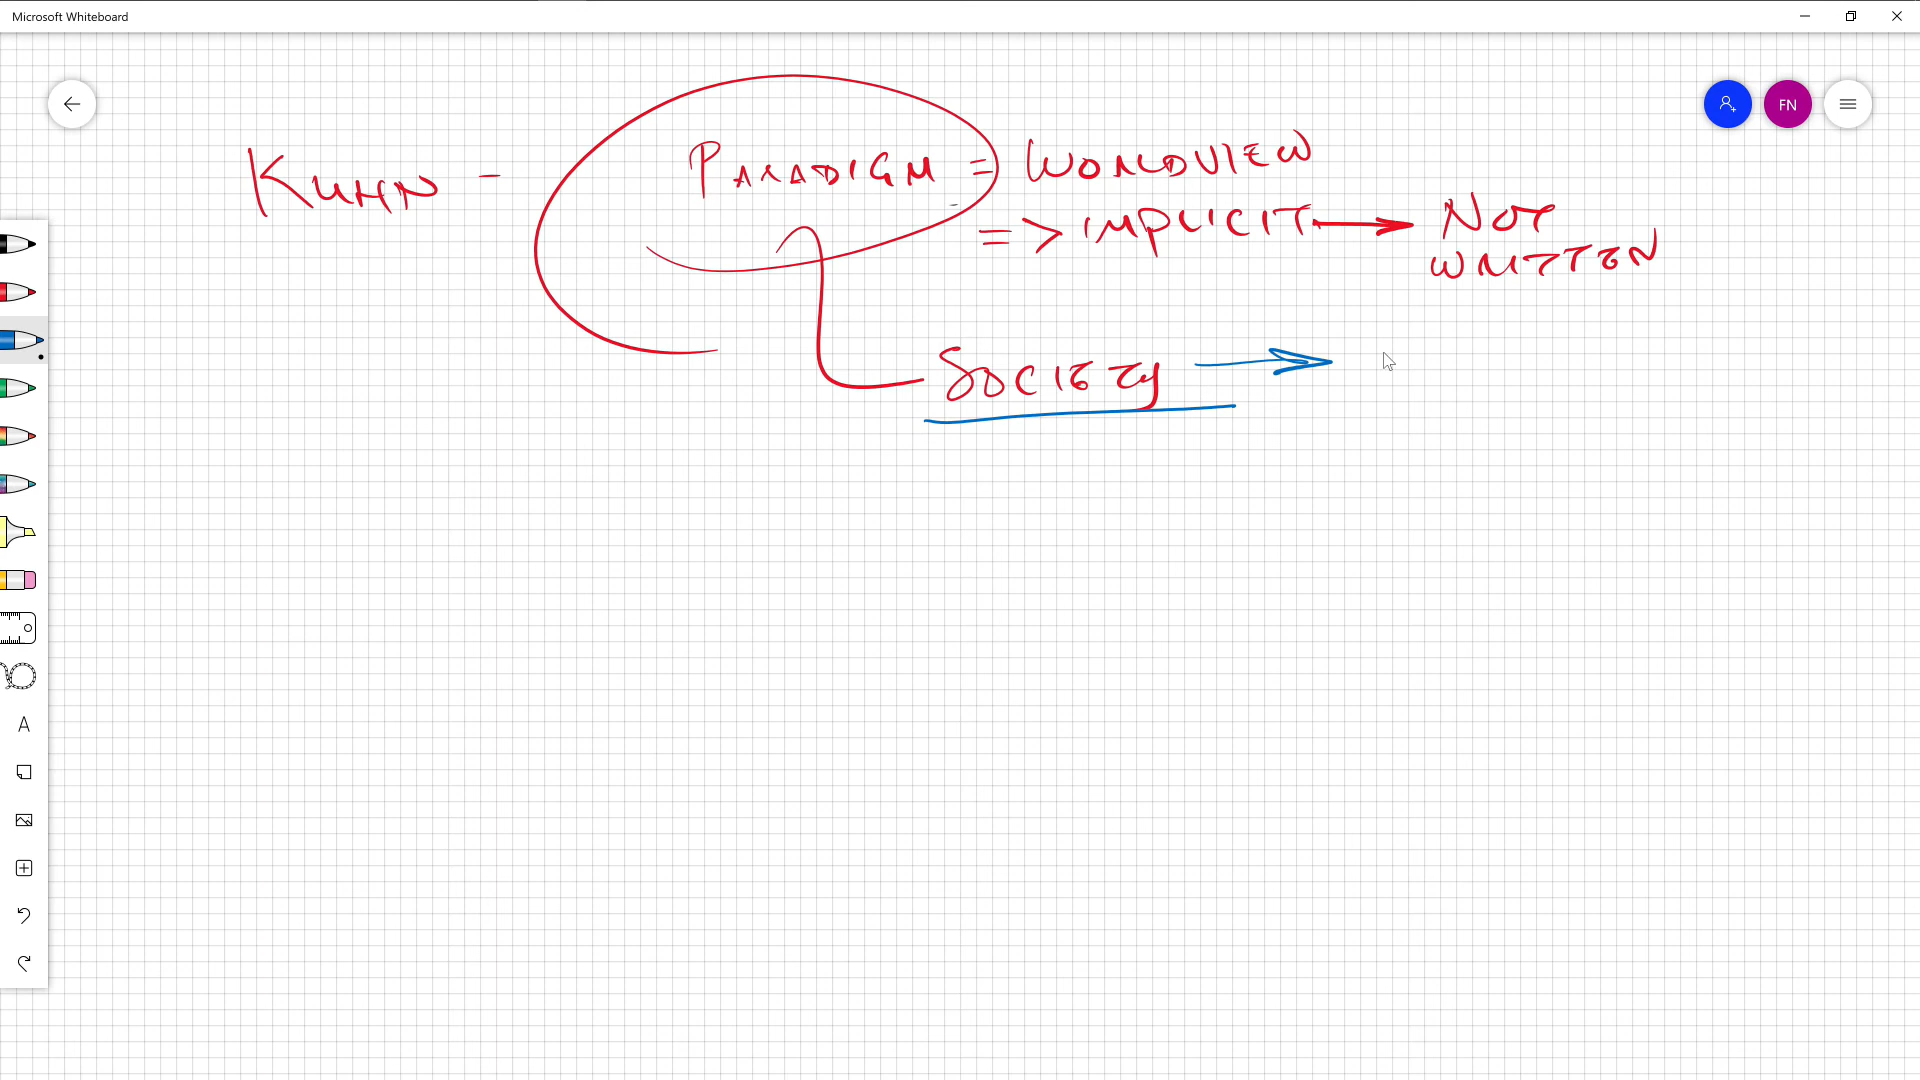 Microsoft Whiteboard
FN
KUHN - PARADIGM = WORLDVIEW
=> IMPLICIT → NOT
WRITTEN
SOCIETY →
A